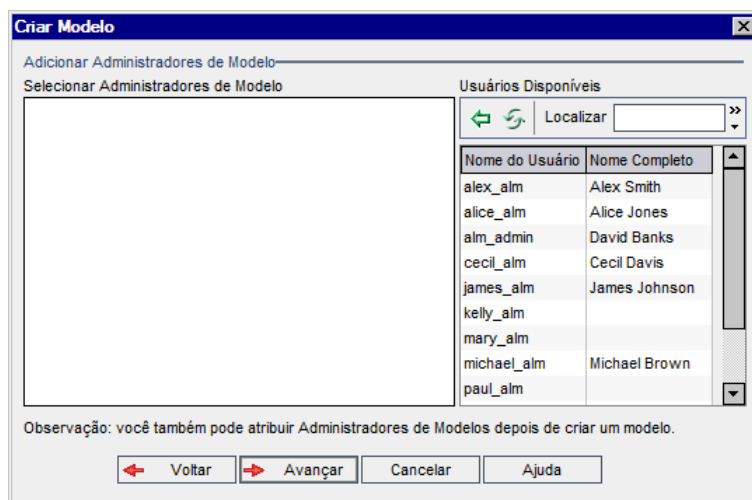 Criar Modelo
Adicionar Administradores de Modelo
Selecionar Administradores de Modelo
Usuários Disponíveis
Localizar
Nome do Usuário Nome Completo
alex_alm Alex Smith
alice_alm Alice Jones
alm_admin David Banks
cecil_alm Cecil Davis
james_alm James Johnson
kelly_alm
mary_alm
michael_alm Michael Brown
paul_alm
Observação: você também pode atribuir Administradores de Modelos depois de criar um modelo.
Voltar Avançar Cancelar Ajuda